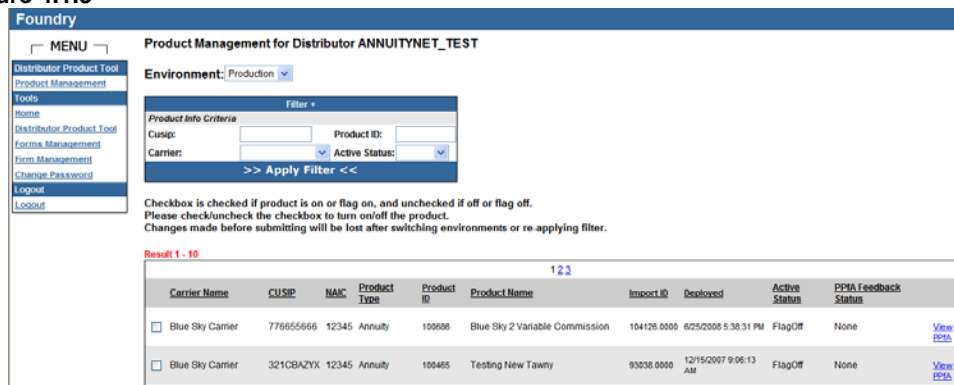 Foundry
MENU
Distributor Product Tool
Product Management
Tools
Home
Distributor Product Tool
Forms Management
Firm Management
Change Password
Logout
Logout
Product Management for Distributor ANNUITYNET_TEST
Environment: Production
Filter
Product Info Criteria
Cusip: Product ID:
Carrier: Active Status:
>> Apply Filter <<
Checkbox is checked if product is on or flag on, and unchecked if off or flag off.
Please check/uncheck the checkbox to turn on/off the product.
Changes made before submitting will be lost after switching environments or re-applying filter.
Result 1 - 10
1 2 3
Carrier Name CUSIP NAIC Product Type Product ID Product Name Import ID Deployed Active Status PPfA Feedback Status
Blue Sky Carrier 776655666 12345 Annuity 100686 Blue Sky 2 Variable Commission 104126.0000 6/25/2008 5:38:31 PM FlagOff None View PPfA
Blue Sky Carrier 321CBAZYX 12345 Annuity 100465 Testing New Tawny 93038.0000 12/15/2007 9:06:13 AM FlagOff None View PPfA